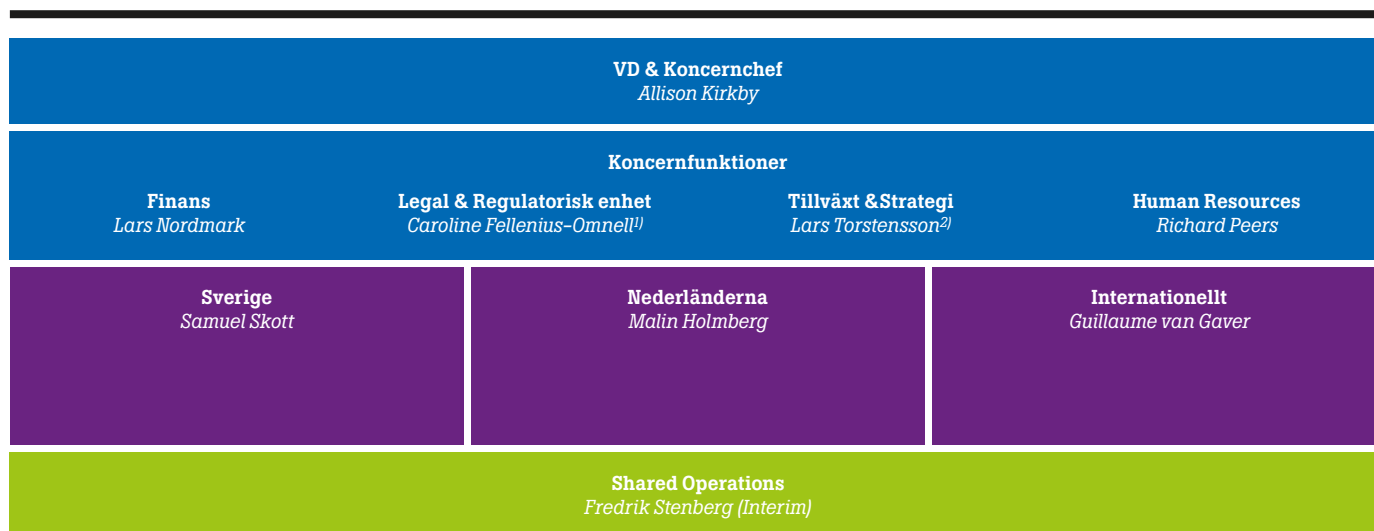 VD & Koncernchef
Allison Kirkby
Koncernfunktioner
Finans
Lars Nordmark
Legal & Regulatorisk enhet
Caroline Fellenius-Omnell1)
Tillväxt &Strategi
Lars Torstensson2)
Human Resources
Richard Peers
Sverige
Samuel Skott
Nederländerna
Malin Holmberg
Internationellt
Guillaume van Gaver
Shared Operations
Fredrik Stenberg (Interim)